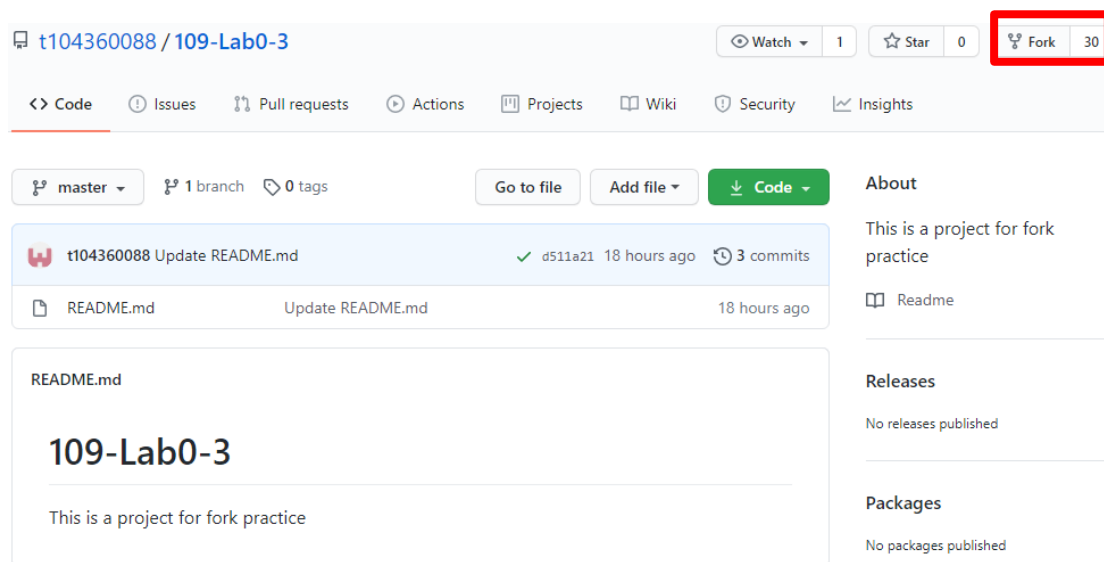 t104360088 / 109-Lab0-3 Watch 1 Star 0 Fork 30
Code Issues Pull requests Actions Projects Wiki Security Insights
master 1 branch 0 tags Go to file Add file Code
t104360088 Update README.md d511a21 18 hours ago 3 commits
README.md Update README.md 18 hours ago
README.md
109-Lab0-3
This is a project for fork practice
About
This is a project for fork
practice
Readme
Releases
No releases published
Packages
No packages published